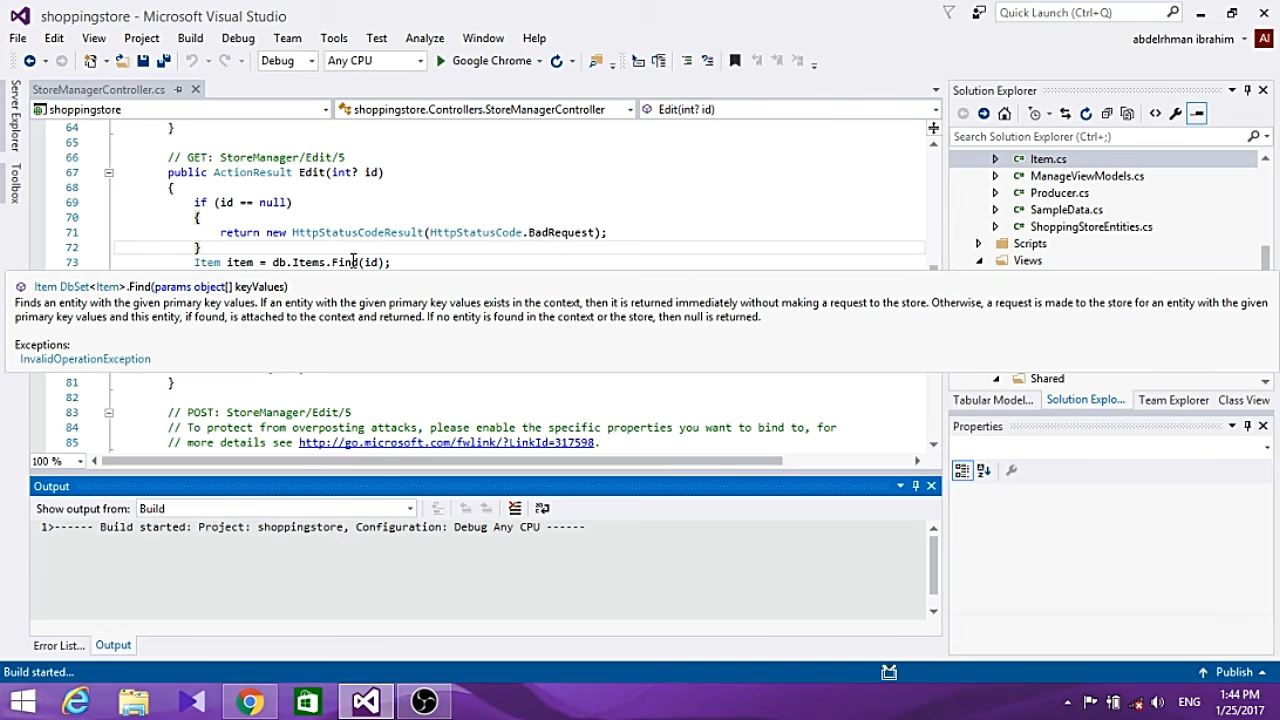 shoppingstore - Microsoft Visual Studio
Quick Launch (Ctrl+Q)
File Edit View Project Build Debug Team Tools Test Analyze Window Help
abdelrhman ibrahim AI
Debug Any CPU Google Chrome
StoreManagerController.cs
shoppingstore shoppingstore.Controllers.StoreManagerController Edit(int? id)
Server Explorer
Toolbox
64 }
65
66 // GET: StoreManager/Edit/5
67 public ActionResult Edit(int? id)
68 {
69 if (id == null)
70 {
71 return new HttpStatusCodeResult(HttpStatusCode.BadRequest);
72 }
73 Item item = db.Items.Find(id);
Item DbSet<Item>.Find(params object[] keyValues)
Finds an entity with the given primary key values. If an entity with the given primary key values exists in the context, then it is returned immediately without making a request to the store. Otherwise, a request is made to the store for an entity with the given
primary key values and this entity, if found, is attached to the context and returned. If no entity is found in the context or the store, then null is returned.
Exceptions:
InvalidOperationException
81 }
82
83 // POST: StoreManager/Edit/5
84 // To protect from overposting attacks, please enable the specific properties you want to bind to, for
85 // more details see http://go.microsoft.com/fwlink/?LinkId=317598.
100 %
Solution Explorer
Search Solution Explorer (Ctrl+;)
Item.cs
ManageViewModels.cs
Producer.cs
SampleData.cs
ShoppingStoreEntities.cs
Scripts
Views
Shared
Tabular Model... Solution Explo... Team Explorer Class View
Properties
Output
Show output from: Build
1>------ Build started: Project: shoppingstore, Configuration: Debug Any CPU ------
Error List... Output
Build started...
Publish
ENG
1:44 PM
1/25/2017